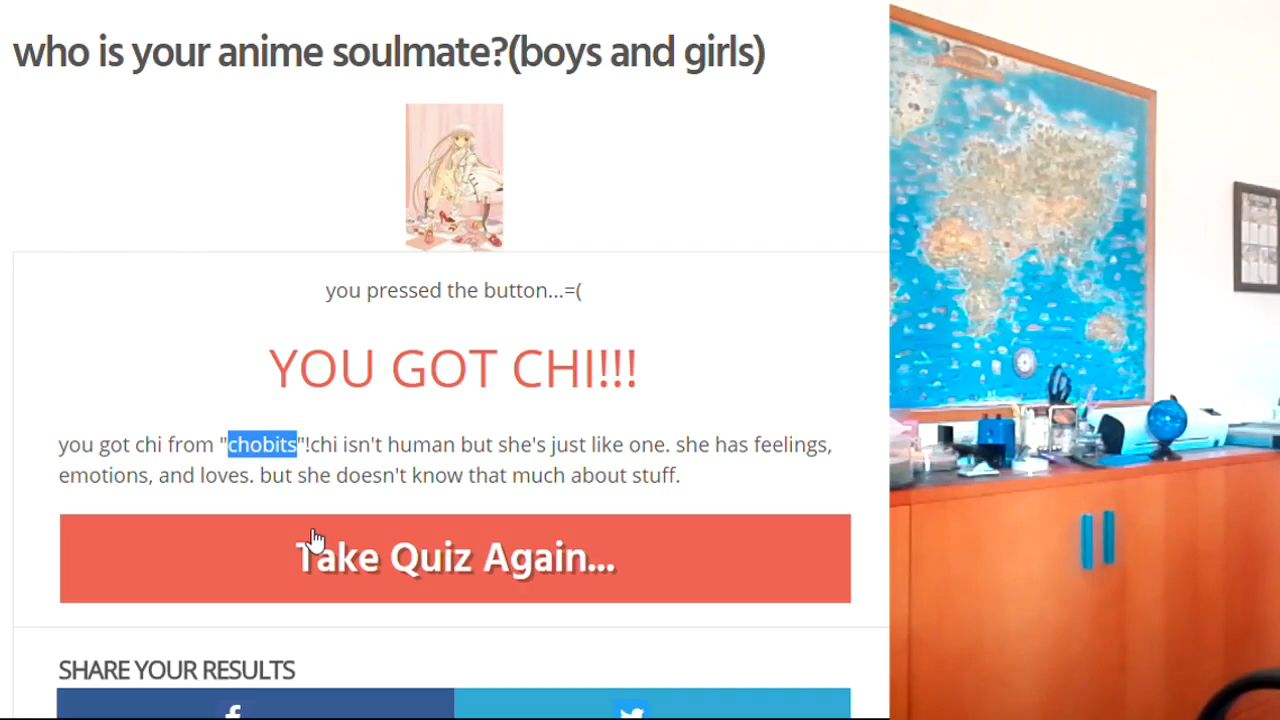 who is your anime soulmate?(boys and girls)
you pressed the button...=(
YOU GOT CHI!!!
you got chi from "chobits"!chi isn't human but she's just like one. she has feelings,
emotions, and loves. but she doesn't know that much about stuff.
Take Quiz Again...
SHARE YOUR RESULTS